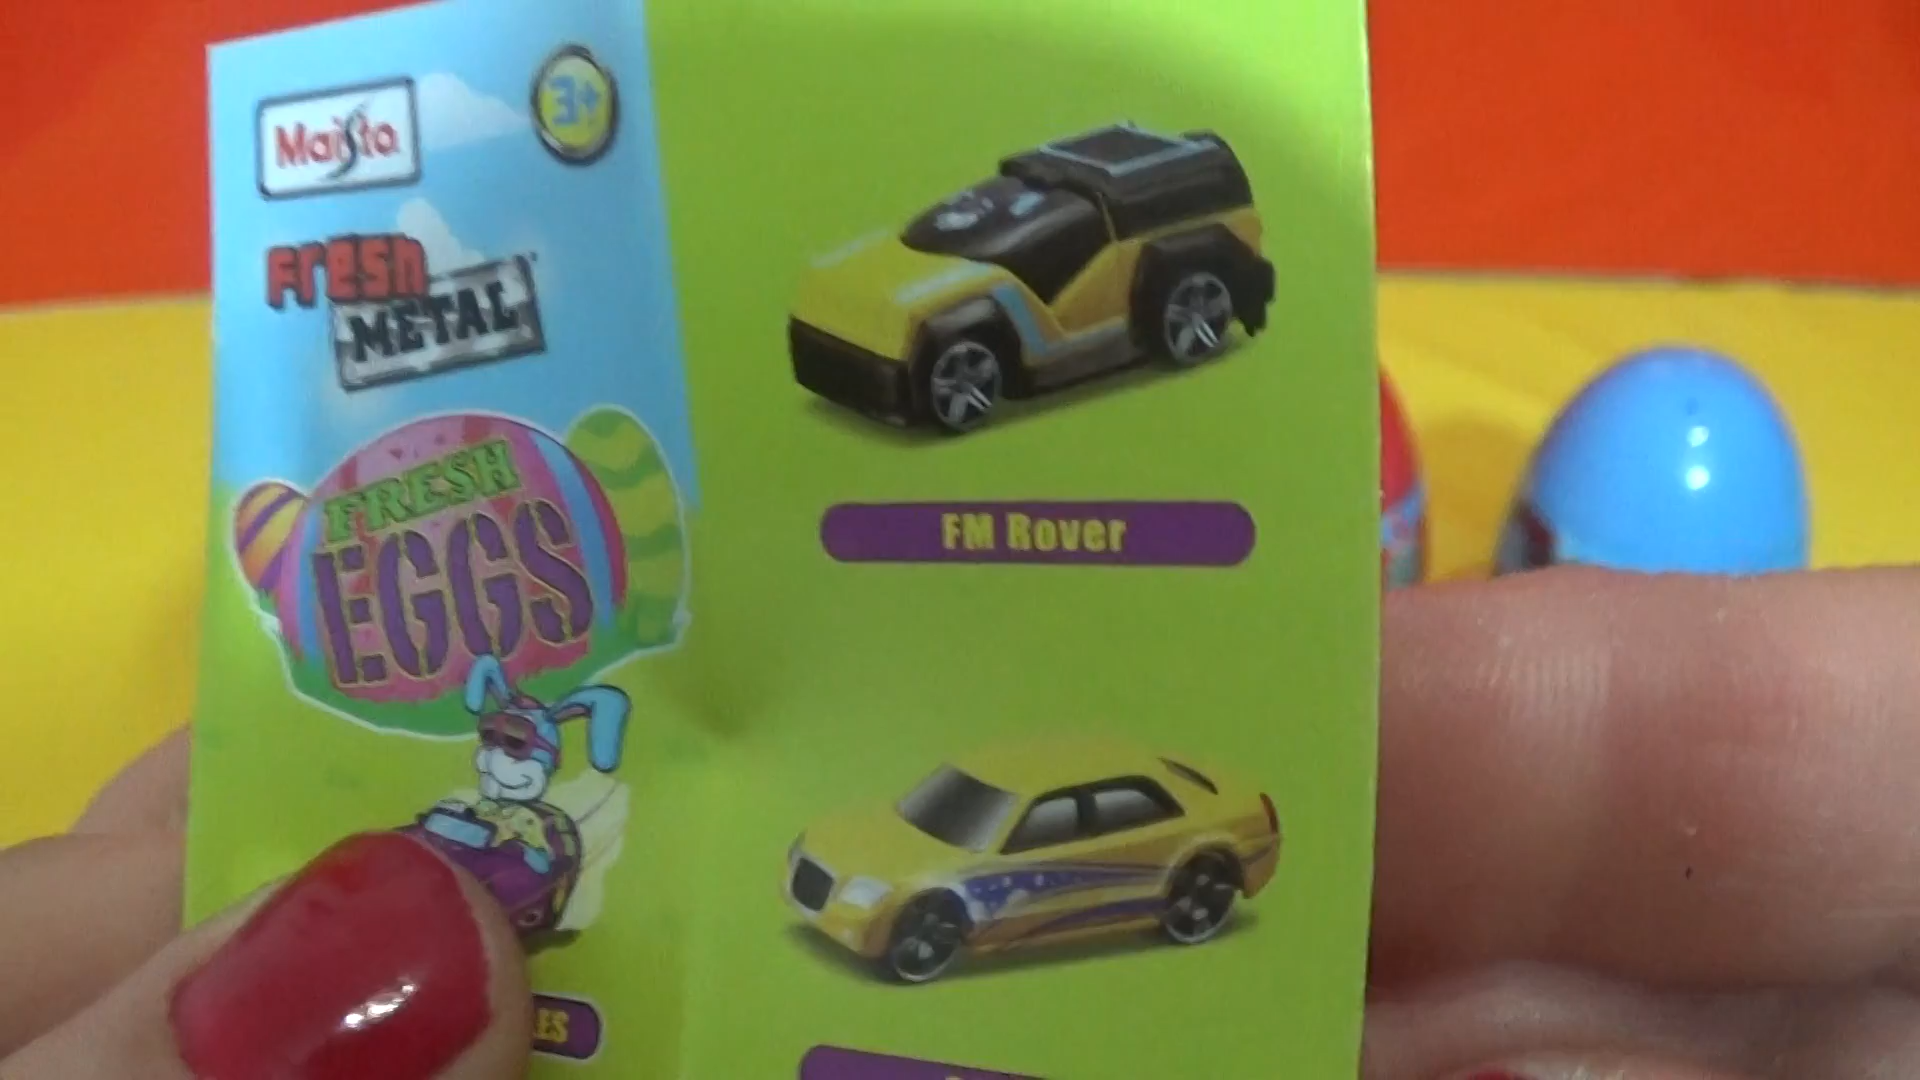 Maisto
3+
Fresh
METAL
FRESH
EGGS
FM Rover